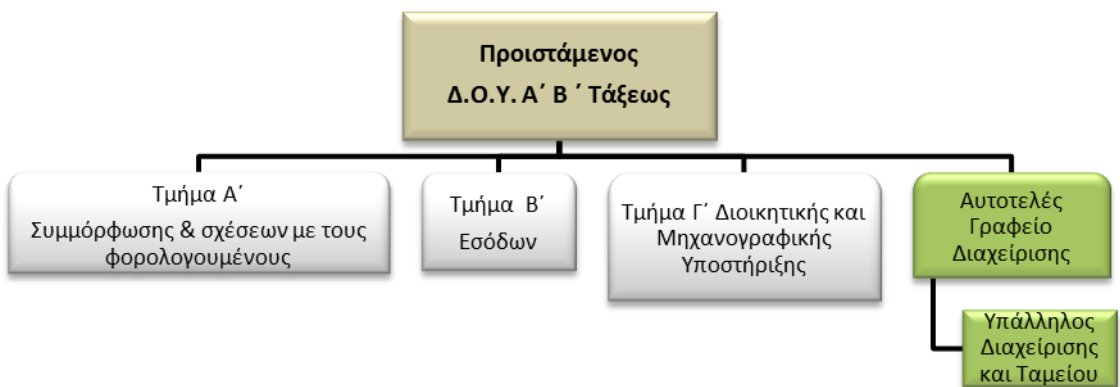 Προιστάμενος
Δ.Ο.Υ. Α΄ Β ΄ Τάξεως
Τμήμα Α΄
Συμμόρφωσης & σχέσεων με τους
φορολογουμένους
Τμήμα Β΄
Εσόδων
Τμήμα Γ΄ Διοικητικής και
Μηχανογραφικής
Υποστήριξης
Αυτοτελές
Γραφείο
Διαχείρισης
Υπάλληλος
Διαχείρισης
και Ταμείου